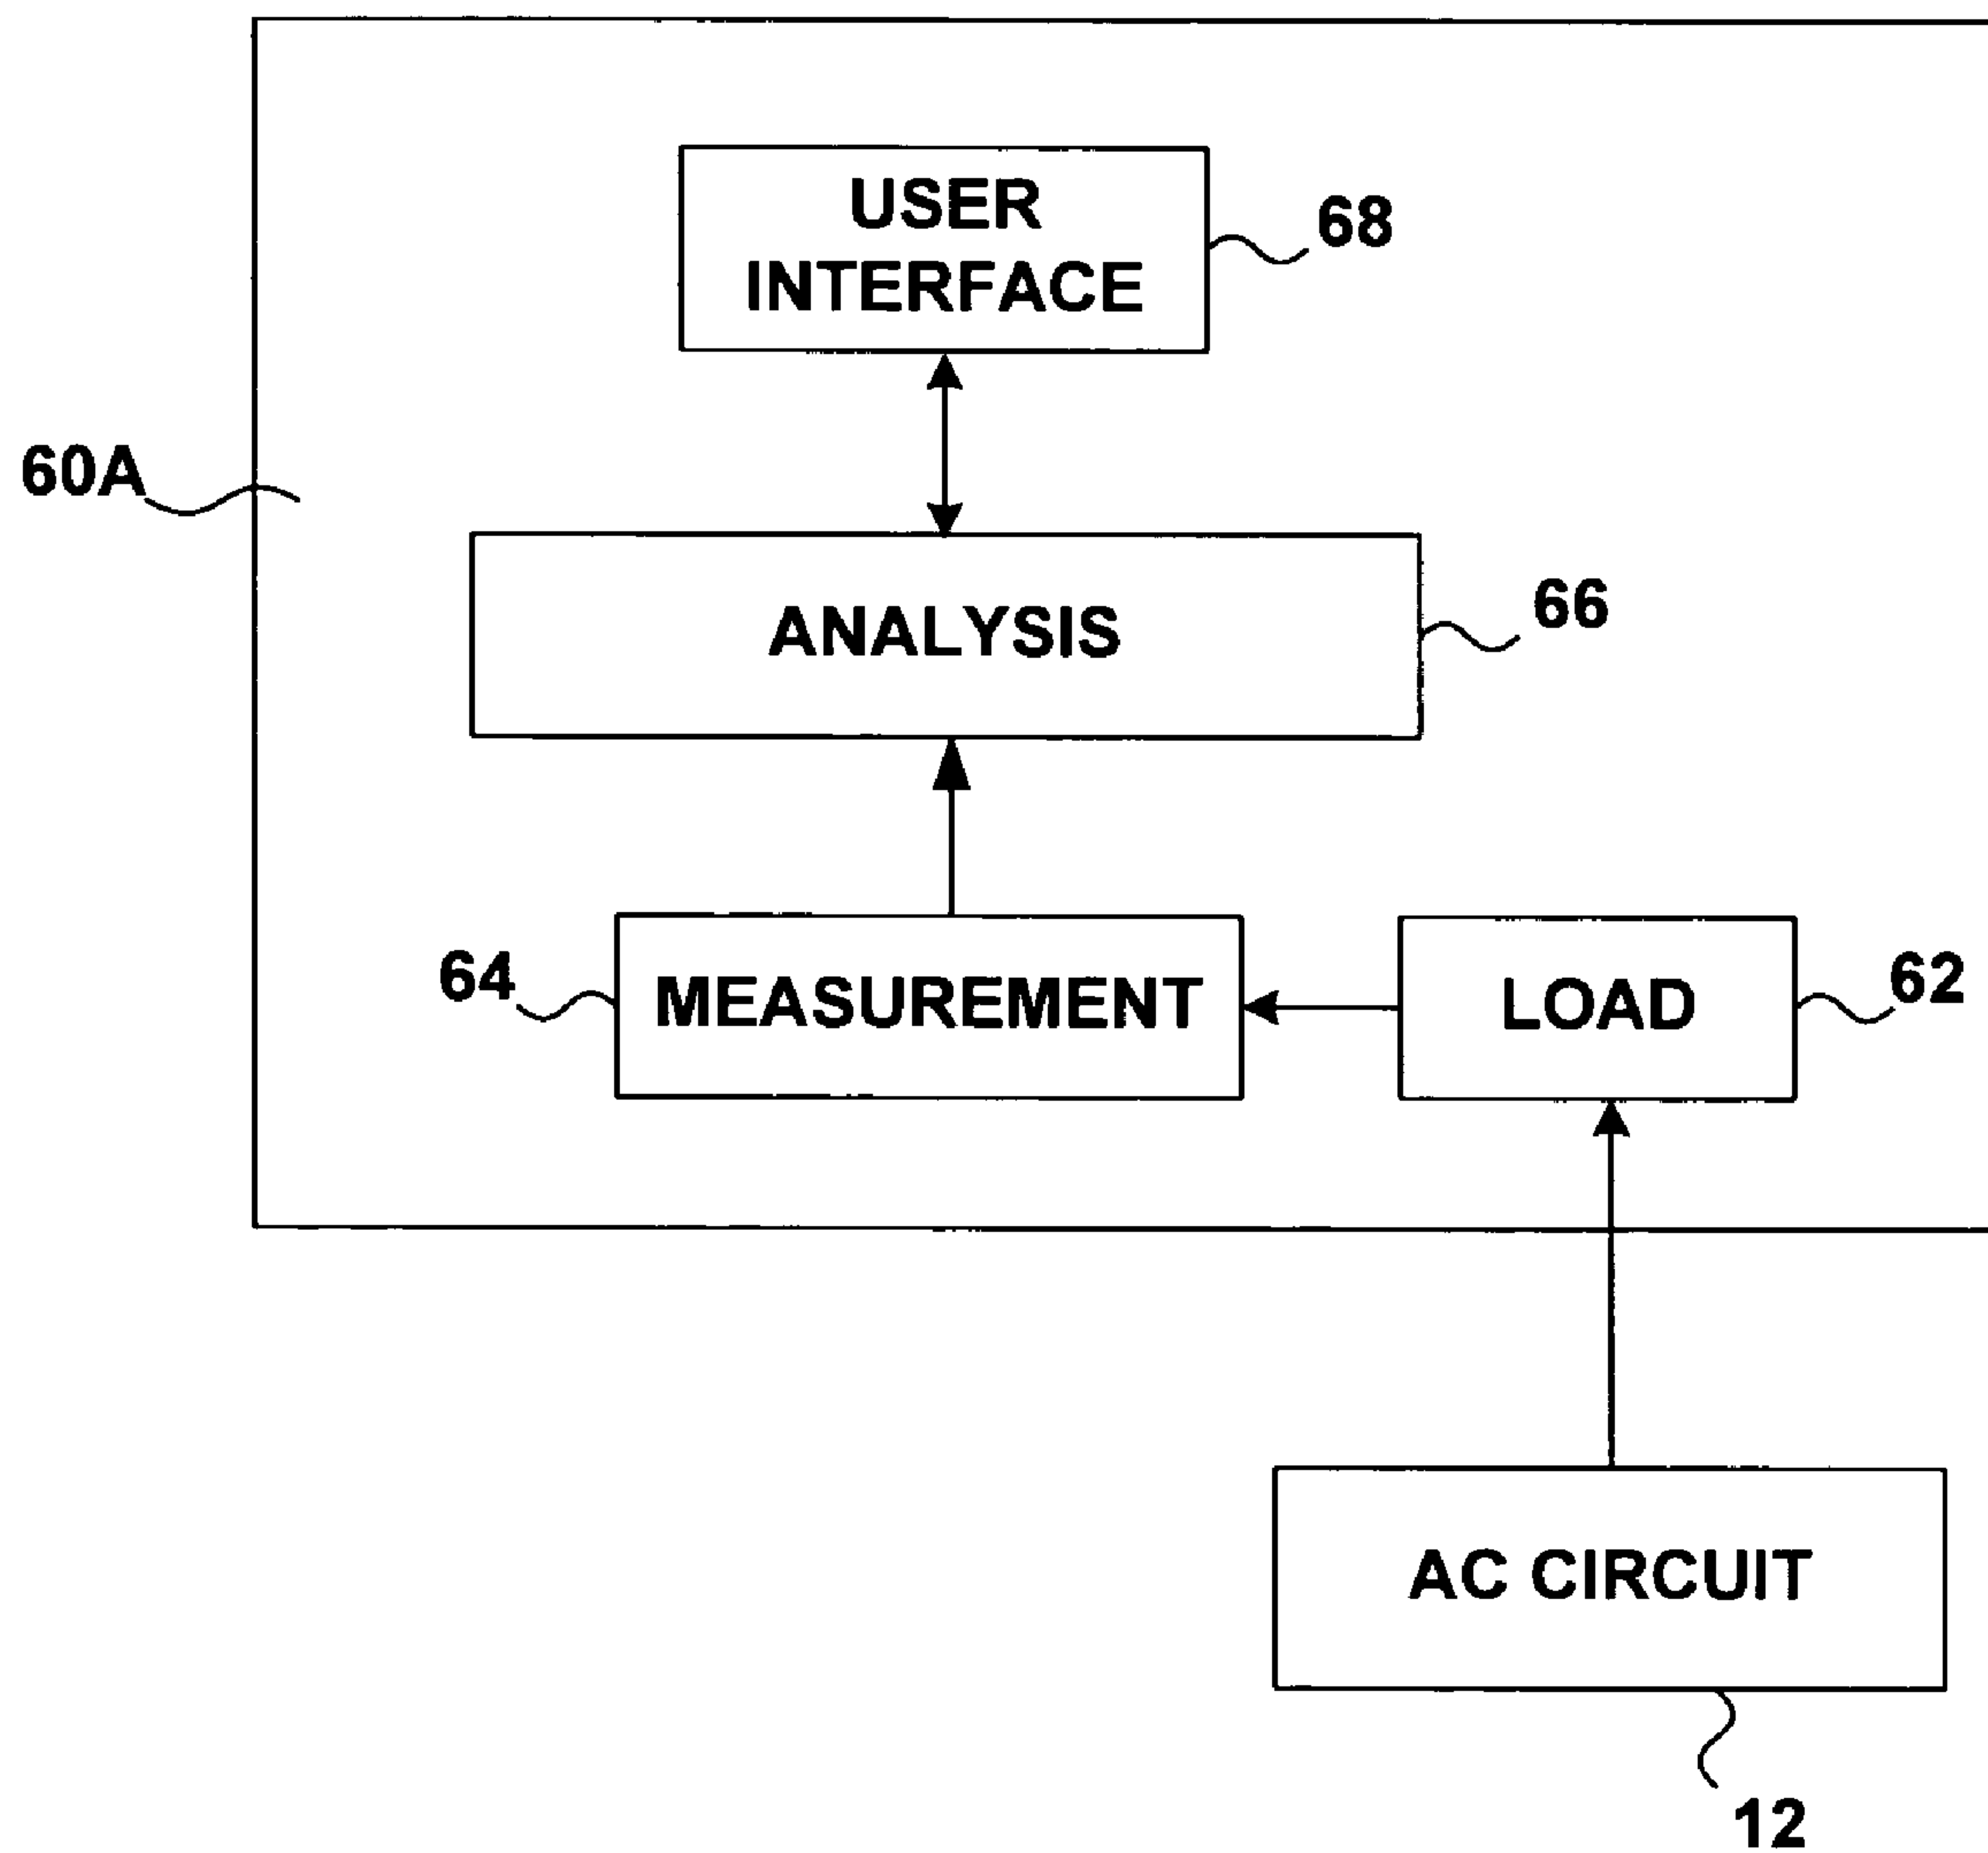 USER
INTERFACE
68
60A
ANALYSIS
66
64
MEASUREMENT
LOAD
62
AC CIRCUIT
12